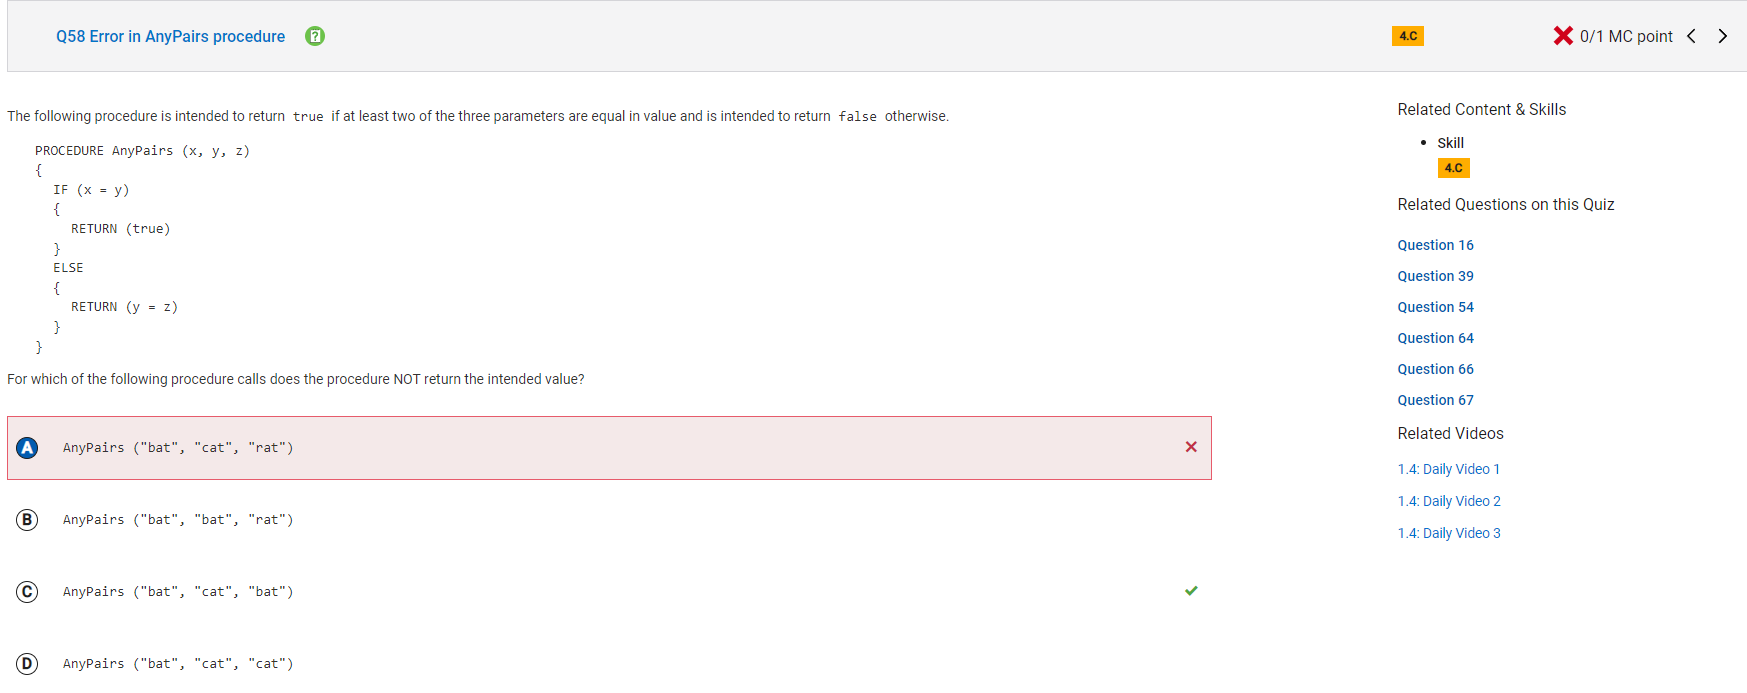 Q58 Error in AnyPairs procedure
4.C
0/1 MC point
The following procedure is intended to return true if at least two of the three parameters are equal in value and is intended to return false otherwise.
PROCEDURE AnyPairs (x, y, z)
{
IF (x = y)
{
RETURN (true)
}
ELSE
{
RETURN (y = z)
}
}
For which of the following procedure calls does the procedure NOT return the intended value?
A AnyPairs ("bat", "cat", "rat")
B AnyPairs ("bat", "bat", "rat")
C AnyPairs ("bat", "cat", "bat")
D AnyPairs ("bat", "cat", "cat")
Related Content & Skills
• Skill
4.C
Related Questions on this Quiz
Question 16
Question 39
Question 54
Question 64
Question 66
Question 67
Related Videos
1.4: Daily Video 1
1.4: Daily Video 2
1.4: Daily Video 3